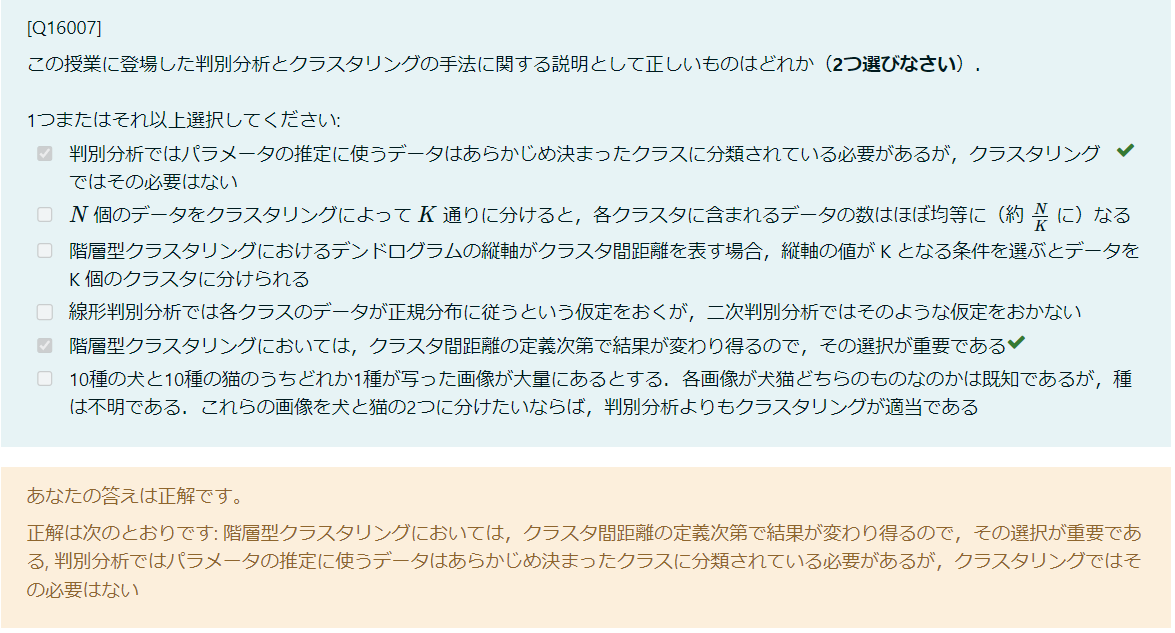 [Q16007]
この授業に登場した判別分析とクラスタリングの手法に関する説明として正しいものはどれか（2つ選びなさい）．
1つまたはそれ以上選択してください:
判別分析ではパラメータの推定に使うデータはあらかじめ決まったクラスに分類されている必要があるが，クラスタリング
ではその必要はない
N 個のデータをクラスタリングによって K 通りに分けると，各クラスタに含まれるデータの数はほぼ均等に（約 N/K に）なる
階層型クラスタリングにおけるデンドログラムの縦軸がクラスタ間距離を表す場合，縦軸の値が K となる条件を選ぶとデータを
K 個のクラスタに分けられる
線形判別分析では各クラスのデータが正規分布に従うという仮定をおくが，二次判別分析ではそのような仮定をおかない
階層型クラスタリングにおいては，クラスタ間距離の定義次第で結果が変わり得るので，その選択が重要である
10種の犬と10種の猫のうちどれか1種が写った画像が大量にあるとする．各画像が犬猫どちらのものなのかは既知であるが，種
は不明である．これらの画像を犬と猫の2つに分けたいならば，判別分析よりもクラスタリングが適当である
あなたの答えは正解です。
正解は次のとおりです: 階層型クラスタリングにおいては，クラスタ間距離の定義次第で結果が変わり得るので，その選択が重要であ
る, 判別分析ではパラメータの推定に使うデータはあらかじめ決まったクラスに分類されている必要があるが，クラスタリングではそ
の必要はない